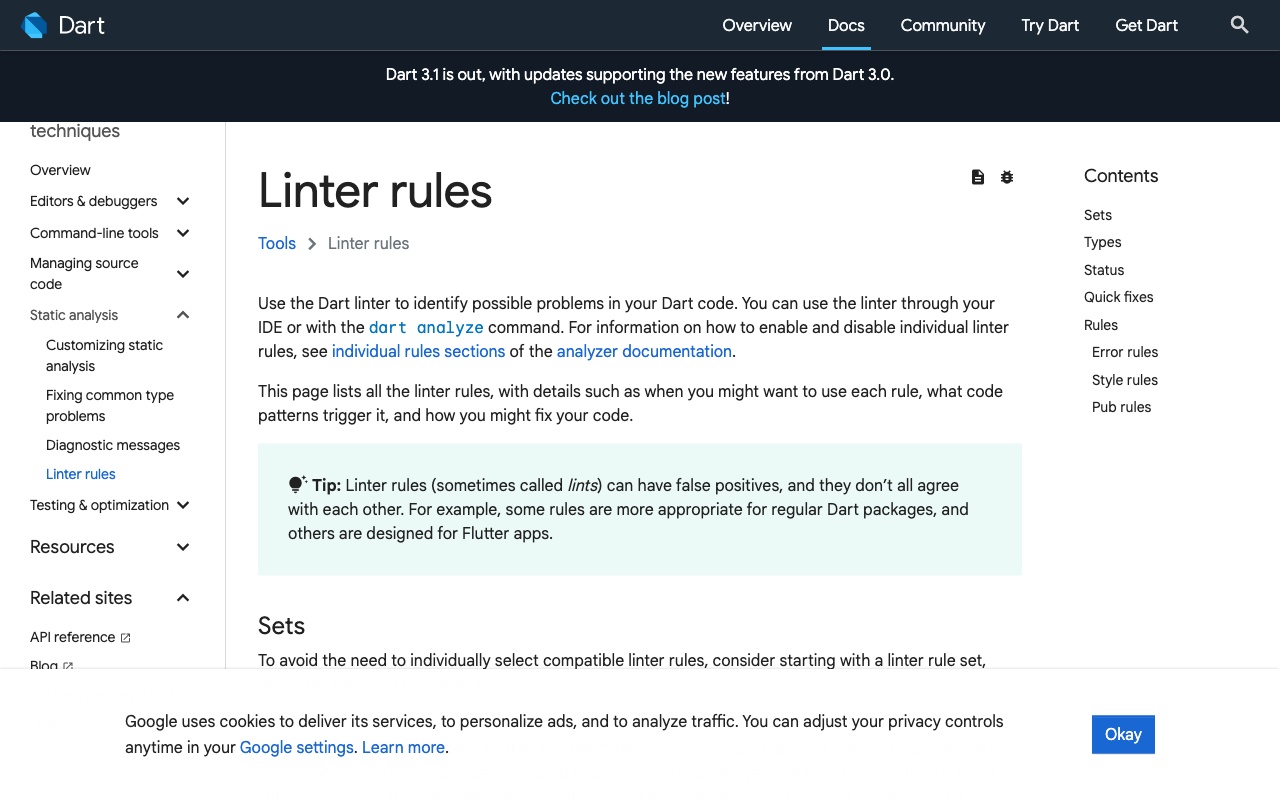 Dart
Overview
Docs
Community
Try Dart
Get Dart
Dart 3.1 is out, with updates supporting the new features from Dart 3.0.
Check out the blog post!
techniques
Overview
Editors & debuggers
Command-line tools
Managing source
code
Static analysis
Customizing static
analysis
Fixing common type
problems
Diagnostic messages
Linter rules
Testing & optimization
Resources
Related sites
API reference
Blog
Linter rules
Tools
Linter rules
Use the Dart linter to identify possible problems in your Dart code. You can use the linter through your
IDE or with the dart analyze command. For information on how to enable and disable individual linter
rules, see individual rules sections of the analyzer documentation.
This page lists all the linter rules, with details such as when you might want to use each rule, what code
patterns trigger it, and how you might fix your code.
Tip: Linter rules (sometimes called lints) can have false positives, and they don’t all agree
with each other. For example, some rules are more appropriate for regular Dart packages, and
others are designed for Flutter apps.
Sets
To avoid the need to individually select compatible linter rules, consider starting with a linter rule set,
Contents
Sets
Types
Status
Quick fixes
Rules
Error rules
Style rules
Pub rules
Google uses cookies to deliver its services, to personalize ads, and to analyze traffic. You can adjust your privacy controls
anytime in your Google settings. Learn more.
Okay